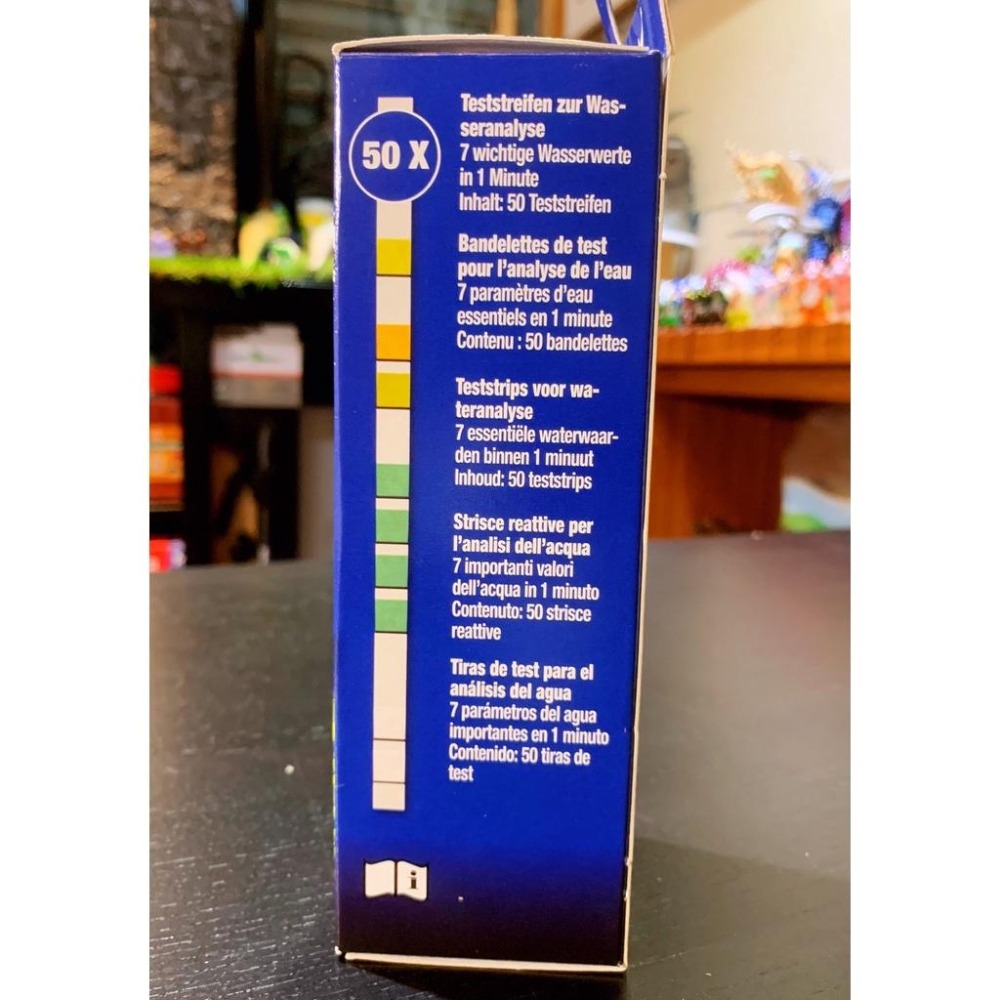 50 X
Teststreifen zur Was-
seranalyse
7 wichtige Wasserwerte
in 1 Minute
Inhalt: 50 Teststreifen
Bandelettes de test
pour l'analyse de l'eau
7 paramètres d'eau
essentiels en 1 minute
Contenu : 50 bandelettes
Teststrips voor wa-
teranalyse
7 essentiële waterwaar-
den binnen 1 minuut
Inhoud: 50 teststrips
Strisce reattive per
l'analisi dell'acqua
7 importanti valori
dell'acqua in 1 minuto
Contenuto: 50 strisce
reattive
Tiras de test para el
análisis del agua
7 parámetros del agua
importantes en 1 minuto
Contenido: 50 tiras de
test
i